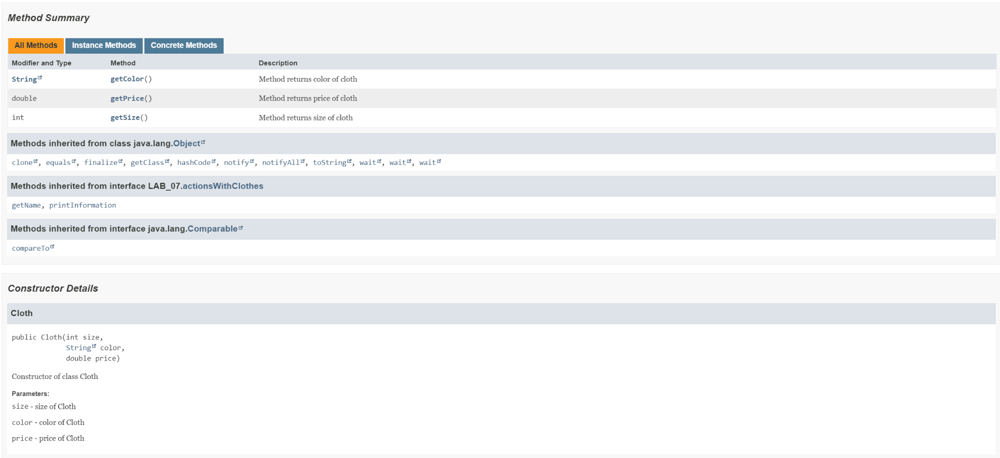 Method Summary
All Methods Instance Methods Concrete Methods
Modifier and Type Method Description
String getColor() Method returns color of cloth
double getPrice() Method returns price of cloth
int getSize() Method returns size of cloth
Methods inherited from class java.lang.Object
clone, equals, finalize, getClass, hashCode, notify, notifyAll, toString, wait, wait, wait
Methods inherited from interface LAB_07.actionsWithClothes
getName, printInformation
Methods inherited from interface java.lang.Comparable
compareTo
Constructor Details
Cloth
public Cloth(int size,
String color,
double price)
Constructor of class Cloth
Parameters:
size - size of Cloth
color - color of Cloth
price - price of Cloth